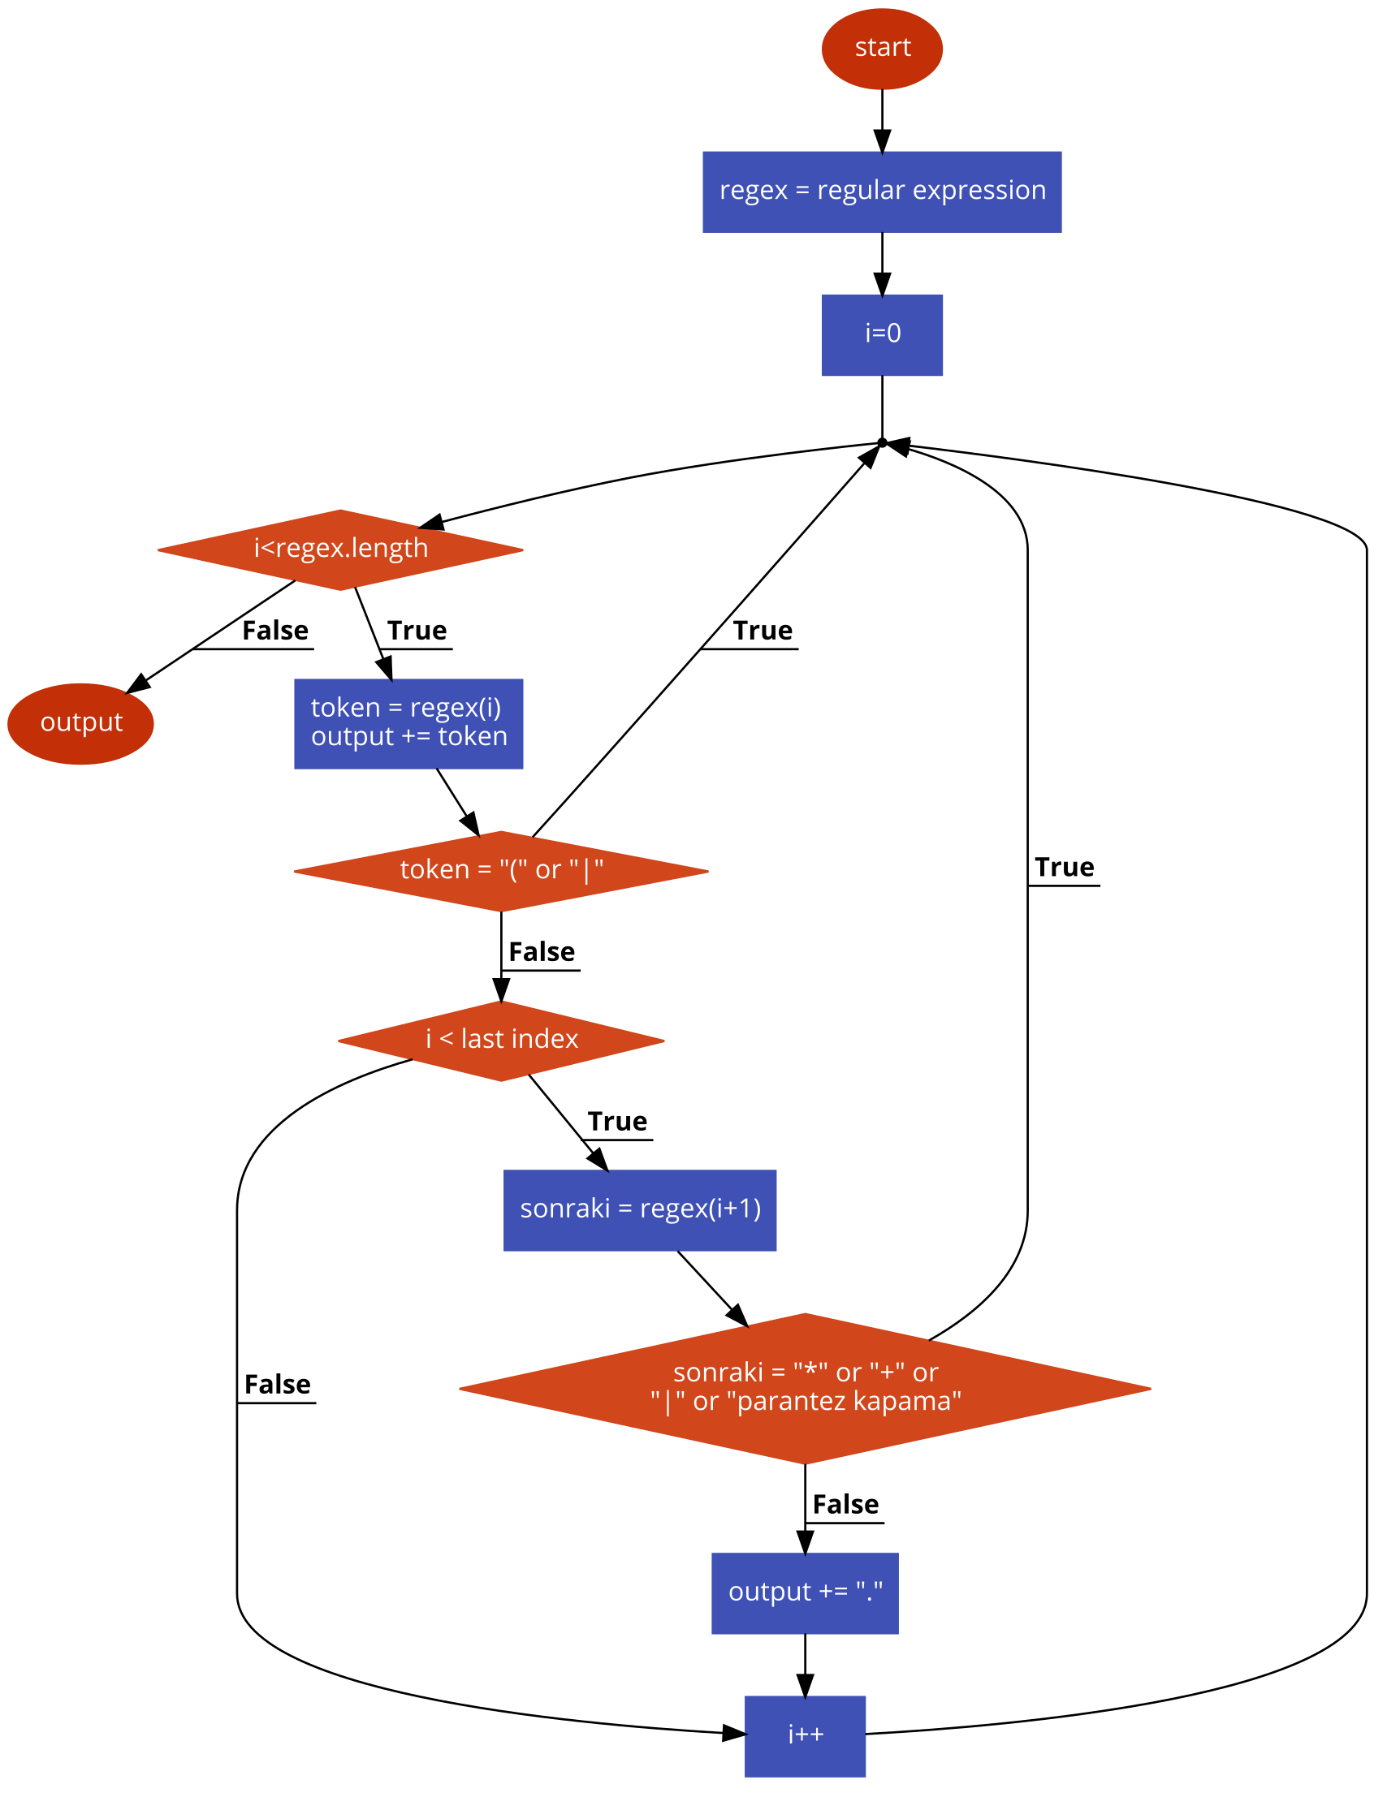 start
regex = regular expression
i=0
i<regex.length
False
True
True
output
token = regex(i)
output += token
token = "(" or "|"
True
False
i < last index
True
sonraki = regex(i+1)
False
sonraki = "*" or "+" or
"|" or "parantez kapama"
False
output += "."
i++